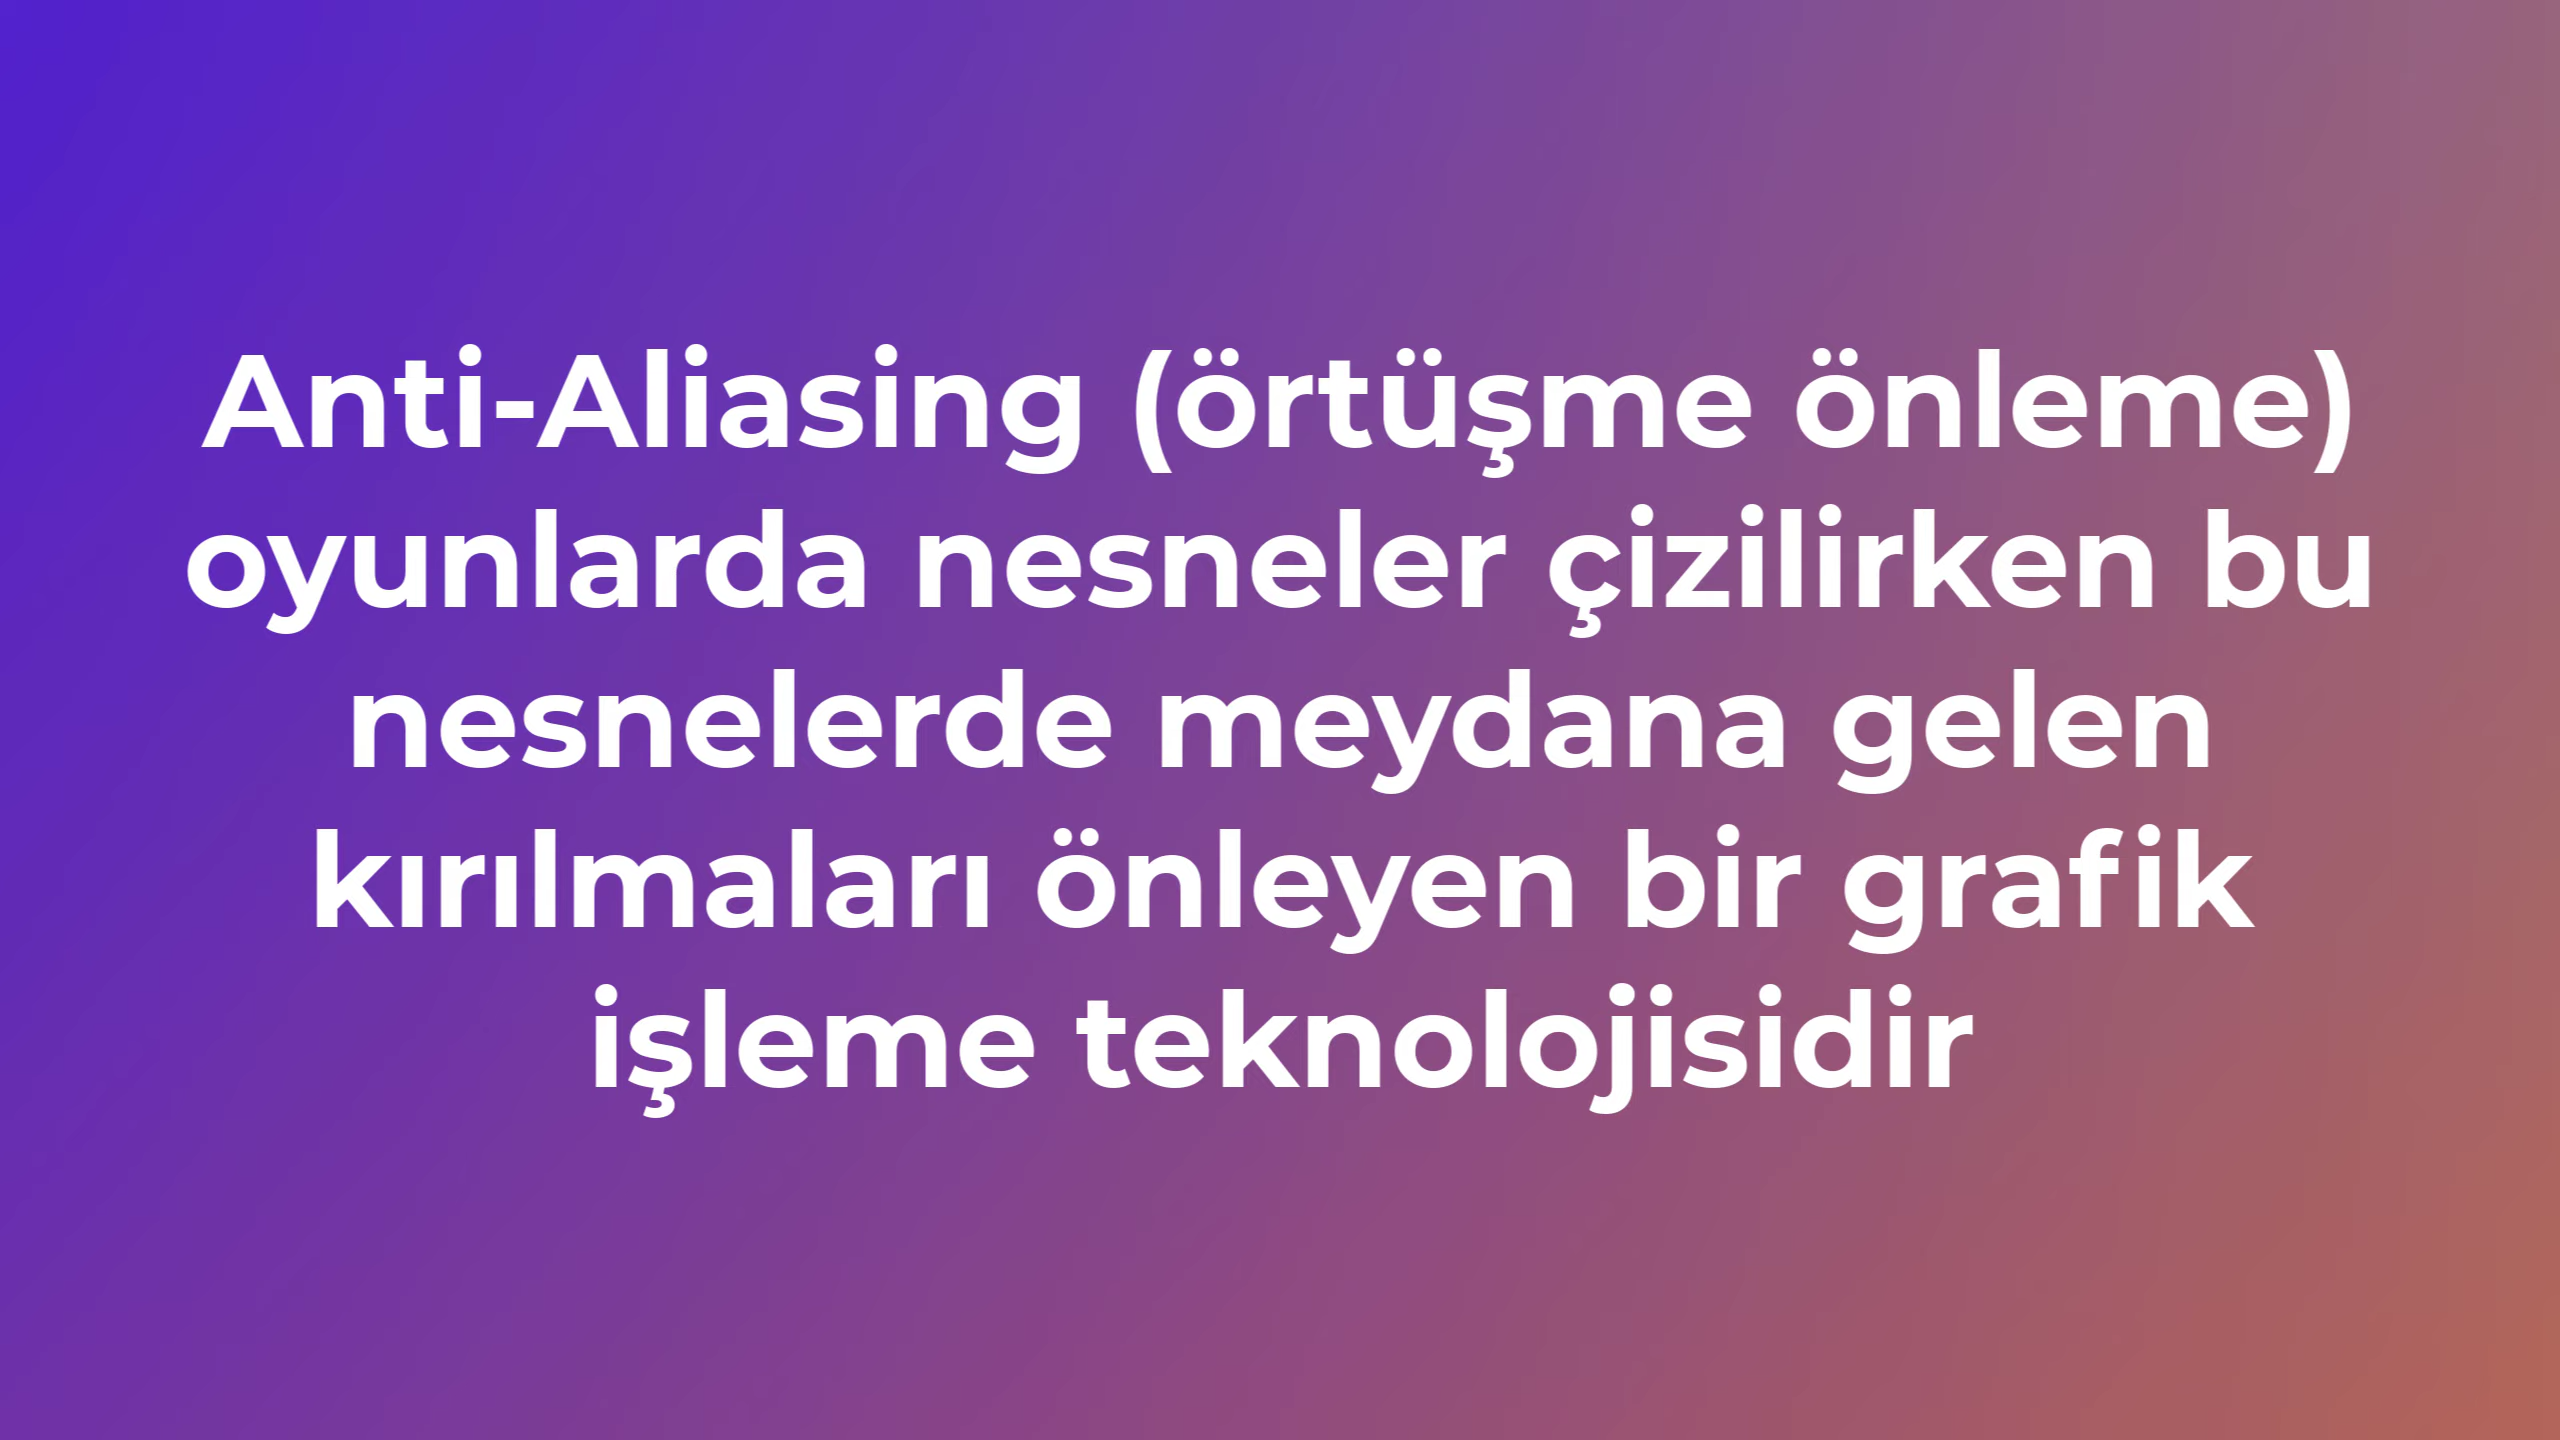 Anti-Aliasing (örtüşme önleme)
oyunlarda nesneler çizilirken bu
nesnelerde meydana gelen
kırılmaları önleyen bir grafik
işleme teknolojisidir